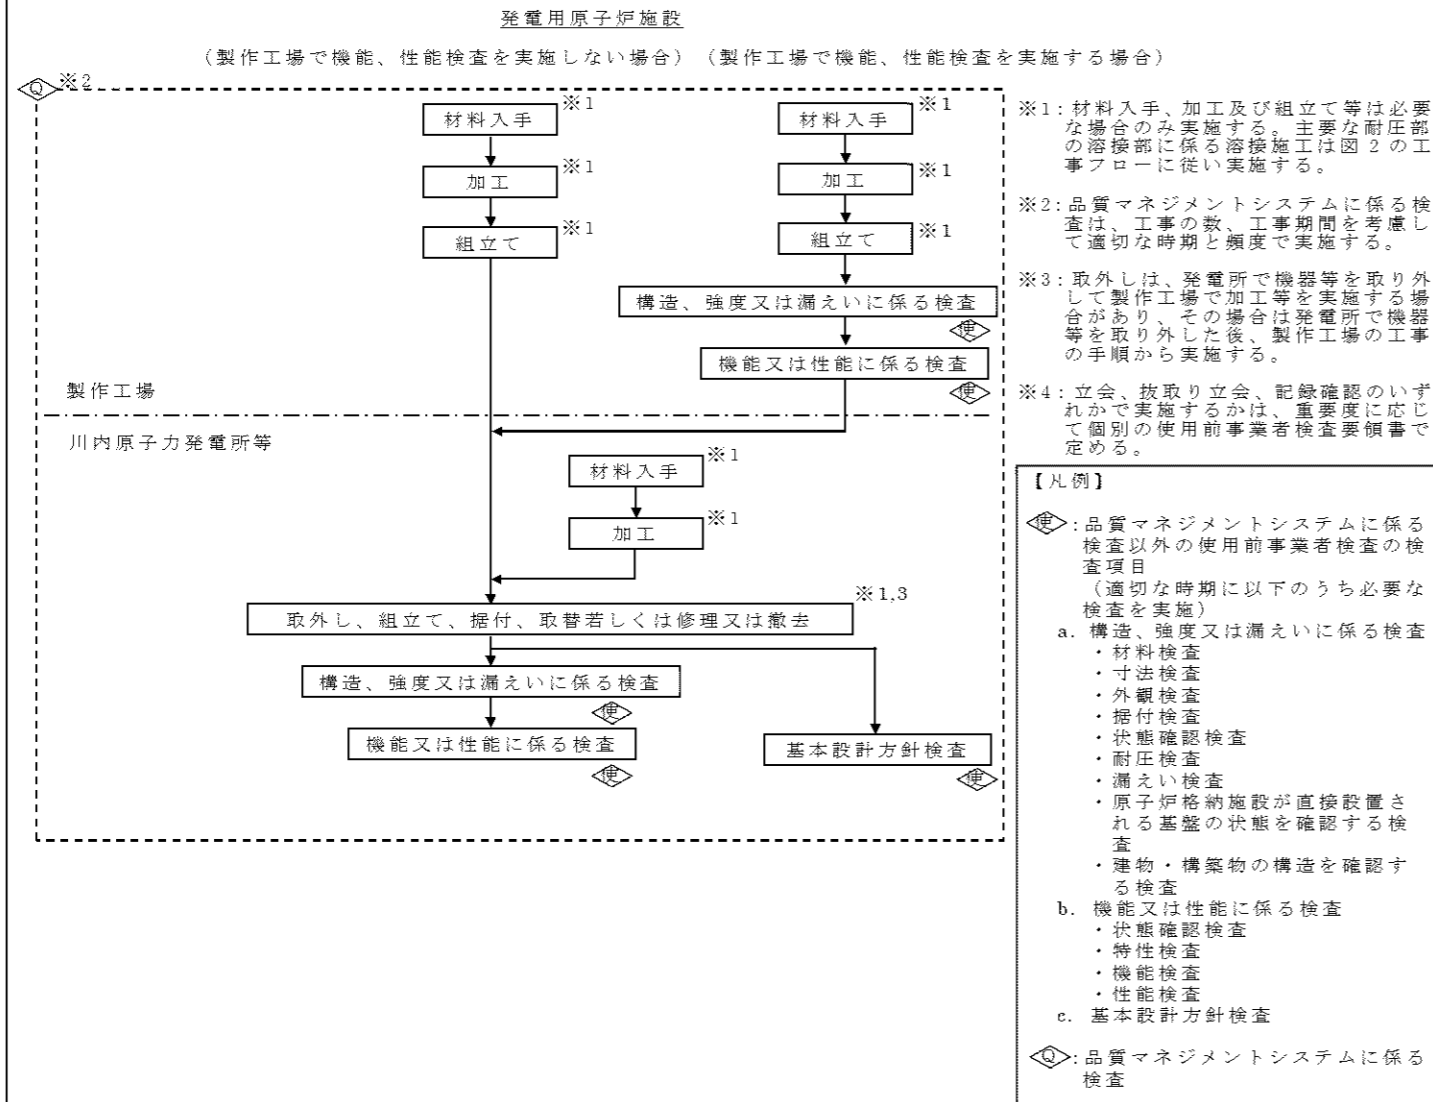 発電用原子炉施設
（製作工場で機能、性能検査を実施しない場合）（製作工場で機能、性能検査を実施する場合）
Q ※2
材料入手 ※1
加工 ※1
組立て ※1
材料入手 ※1
加工 ※1
組立て ※1
構造、強度又は漏えいに係る検査
使
機能又は性能に係る検査
使
製作工場
川内原子力発電所等
材料入手 ※1
加工 ※1
取外し、組立て、据付、取替若しくは修理又は撤去 ※1,3
構造、強度又は漏えいに係る検査
使
機能又は性能に係る検査
使
基本設計方針検査
使
※1：材料入手、加工及び組立て等は必要
な場合のみ実施する。主要な耐圧部
の溶接部に係る溶接施工は図2の工
事フローに従い実施する。
※2：品質マネジメントシステムに係る検
査は、工事の数、工事期間を考慮し
て適切な時期と頻度で実施する。
※3：取外しは、発電所で機器等を取り外
して製作工場で加工等を実施する場
合があり、その場合は発電所で機器
等を取り外した後、製作工場の工事
の手順から実施する。
※4：立会、抜取り立会、記録確認のいず
れかで実施するかは、重要度に応じ
て個別の使用前事業者検査要領書で
定める。
【凡例】
使：品質マネジメントシステムに係る
検査以外の使用前事業者検査の検
査項目
（適切な時期に以下のうち必要な
検査を実施）
a. 構造、強度又は漏えいに係る検査
・材料検査
・寸法検査
・外観検査
・据付検査
・状態確認検査
・耐圧検査
・漏えい検査
・原子炉格納施設が直接設置さ
れる基盤の状態を確認する検
査
・建物・構築物の構造を確認す
る検査
b. 機能又は性能に係る検査
・状態確認検査
・特性検査
・機能検査
・性能検査
c. 基本設計方針検査
Q：品質マネジメントシステムに係る
検査